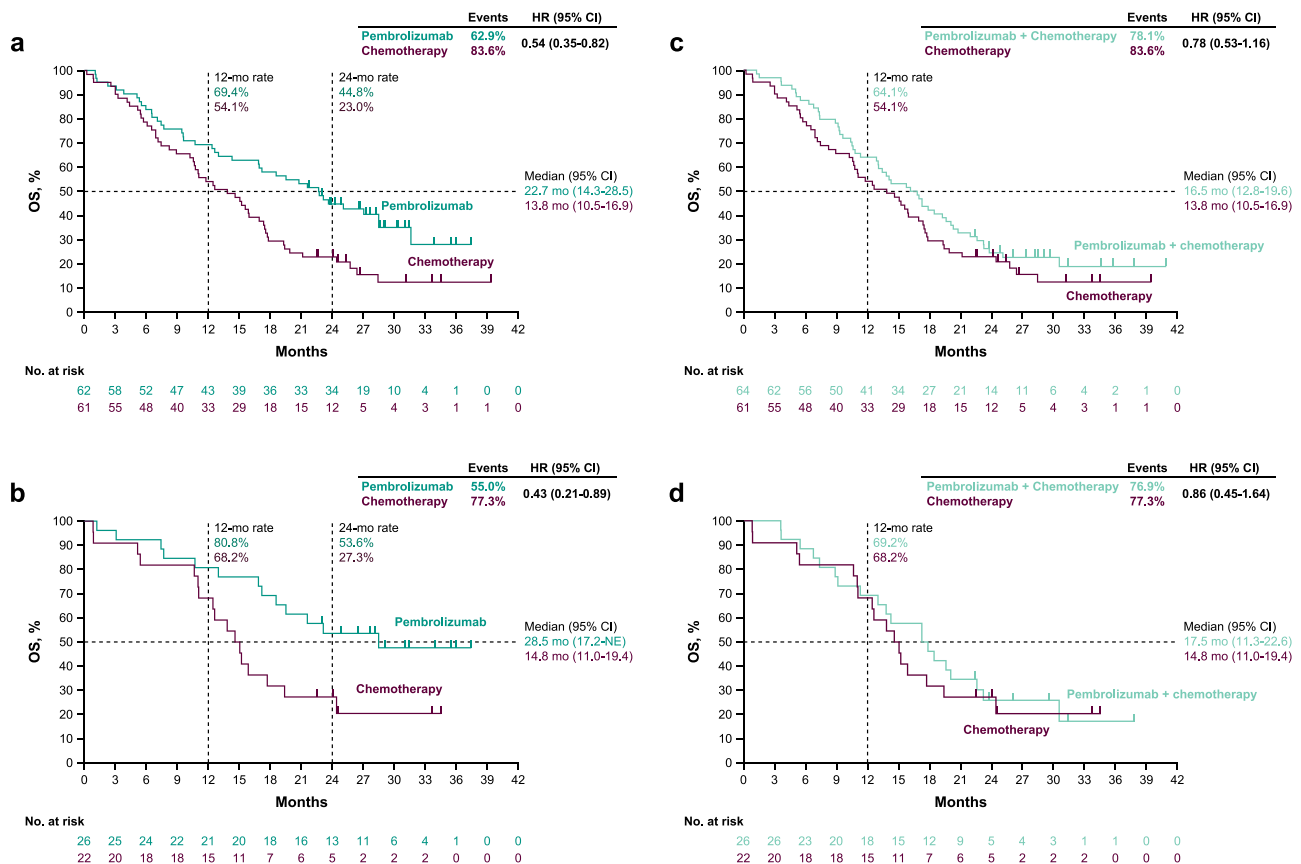 a
Events HR (95% CI)
Pembrolizumab 62.9% 0.54 (0.35-0.82)
Chemotherapy 83.6%
12-mo rate
69.4%
54.1%
24-mo rate
44.8%
23.0%
Median (95% CI)
22.7 mo (14.3-28.5)
13.8 mo (10.5-16.9)
Pembrolizumab
Chemotherapy
OS, %
100
90
80
70
60
50
40
30
20
10
0
0 3 6 9 12 15 18 21 24 27 30 33 36 39 42
Months
No. at risk
62 58 52 47 43 39 36 33 34 19 10 4 1 0 0
61 55 48 40 33 29 18 15 12 5 4 3 1 1 0
c
Events HR (95% CI)
Pembrolizumab + Chemotherapy 78.1% 0.78 (0.53-1.16)
Chemotherapy 83.6%
12-mo rate
64.1%
54.1%
Median (95% CI)
16.5 mo (12.8-19.6)
13.8 mo (10.5-16.9)
Pembrolizumab + chemotherapy
Chemotherapy
OS, %
100
90
80
70
60
50
40
30
20
10
0
0 3 6 9 12 15 18 21 24 27 30 33 36 39 42
Months
No. at risk
64 62 56 50 41 34 27 21 14 11 6 4 2 1 0
61 55 48 40 33 29 18 15 12 5 4 3 1 1 0
b
Events HR (95% CI)
Pembrolizumab 55.0% 0.43 (0.21-0.89)
Chemotherapy 77.3%
12-mo rate
80.8%
68.2%
24-mo rate
53.6%
27.3%
Pembrolizumab
Median (95% CI)
28.5 mo (17.2-NE)
14.8 mo (11.0-19.4)
Chemotherapy
OS, %
100
90
80
70
60
50
40
30
20
10
0
0 3 6 9 12 15 18 21 24 27 30 33 36 39 42
Months
No. at risk
26 25 24 22 21 20 18 16 13 11 6 4 1 0 0
22 20 18 18 15 11 7 6 5 2 2 2 0 0 0
d
Events HR (95% CI)
Pembrolizumab + Chemotherapy 76.9% 0.86 (0.45-1.64)
Chemotherapy 77.3%
12-mo rate
69.2%
68.2%
Median (95% CI)
17.5 mo (11.3-22.6)
14.8 mo (11.0-19.4)
Pembrolizumab + chemotherapy
Chemotherapy
OS, %
100
90
80
70
60
50
40
30
20
10
0
0 3 6 9 12 15 18 21 24 27 30 33 36 39 42
Months
No. at risk
26 26 23 20 18 15 12 9 5 4 3 1 1 0 0
22 20 18 18 15 11 7 6 5 2 2 2 0 0 0